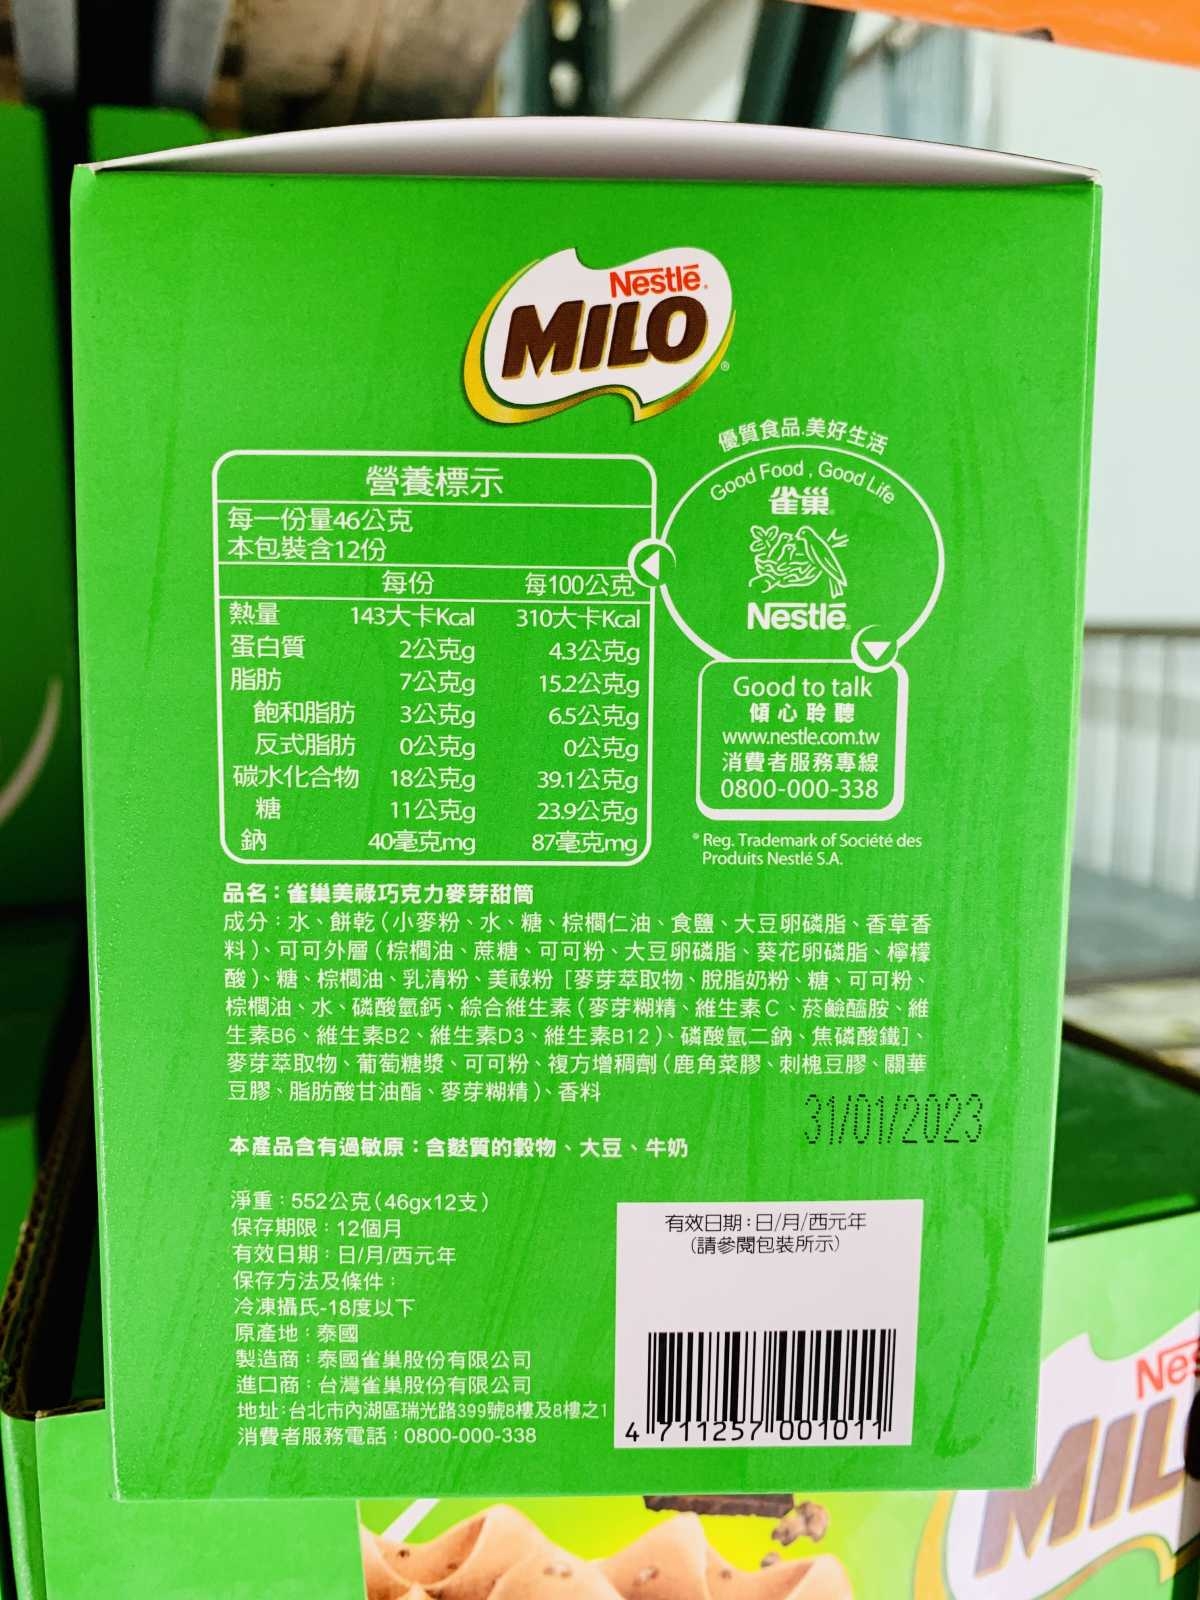 Nestlē®
MILO®
優質食品.美好生活
Good Food, Good Life
雀巢®
Nestlē®
營養標示
每一份量46公克
本包裝含12份
每份 每100公克
熱量 143大卡Kcal 310大卡Kcal
蛋白質 2公克g 4.3公克g
脂肪 7公克g 15.2公克g
飽和脂肪 3公克g 6.5公克g
反式脂肪 0公克g 0公克g
碳水化合物 18公克g 39.1公克g
糖 11公克g 23.9公克g
鈉 40毫克mg 87毫克mg
Good to talk
傾心聆聽
www.nestle.com.tw
消費者服務專線
0800-000-338
® Reg. Trademark of Société des
Produits Nestlé S.A.
品名：雀巢美祿巧克力麥芽甜筒
成分：水、餅乾（小麥粉、水、糖、棕櫚仁油、食鹽、大豆卵磷脂、香草香
料）、可可外層（棕櫚油、蔗糖、可可粉、大豆卵磷脂、葵花卵磷脂、檸檬
酸）、糖、棕櫚油、乳清粉、美祿粉［麥芽萃取物、脫脂奶粉、糖、可可粉、
棕櫚油、水、磷酸氫鈣、綜合維生素（麥芽糊精、維生素C、菸鹼醯胺、維
生素B6、維生素B2、維生素D3、維生素B12）、磷酸氫二鈉、焦磷酸鐵］、
麥芽萃取物、葡萄糖漿、可可粉、複方增稠劑（鹿角菜膠、刺槐豆膠、關華
豆膠、脂肪酸甘油酯、麥芽糊精）、香料
31/01/2023
本產品含有過敏原：含麩質的穀物、大豆、牛奶
淨重：552公克（46gx12支）
保存期限：12個月
有效日期：日/月/西元年
保存方法及條件：
冷凍攝氏-18度以下
原產地：泰國
製造商：泰國雀巢股份有限公司
進口商：台灣雀巢股份有限公司
地址：台北市內湖區瑞光路399號8樓及8樓之1
消費者服務電話：0800-000-338
有效日期：日/月/西元年
（請參閱包裝所示）
4 711257 001011
Nes
MIL